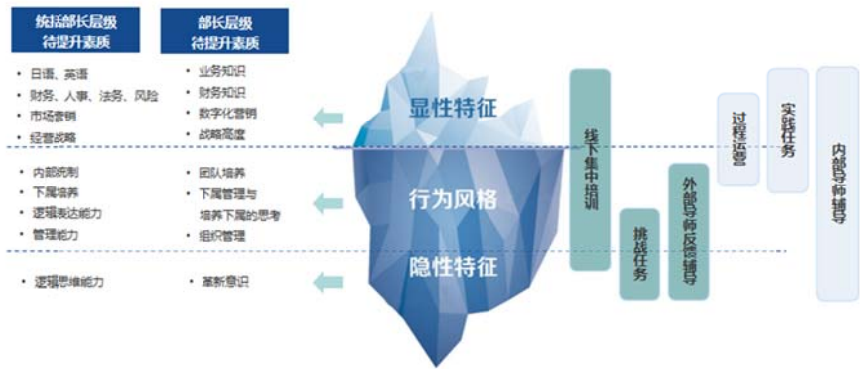 统括部长层级
待提升素质
部长层级
待提升素质
• 日语、英语
• 财务、人事、法务、风险
• 市场营销
• 经营战略
• 业务知识
• 财务知识
• 数字化营销
• 战略高度
显性特征
• 内部统制
• 下属培养
• 逻辑表达能力
• 管理能力
• 团队培养
• 下属管理与
培养下属的思考
• 组织管理
行为风格
• 逻辑思维能力
• 革新意识
隐性特征
线下集中培训
挑战任务
外部导师反馈辅导
过程运营
实践任务
内部导师辅导